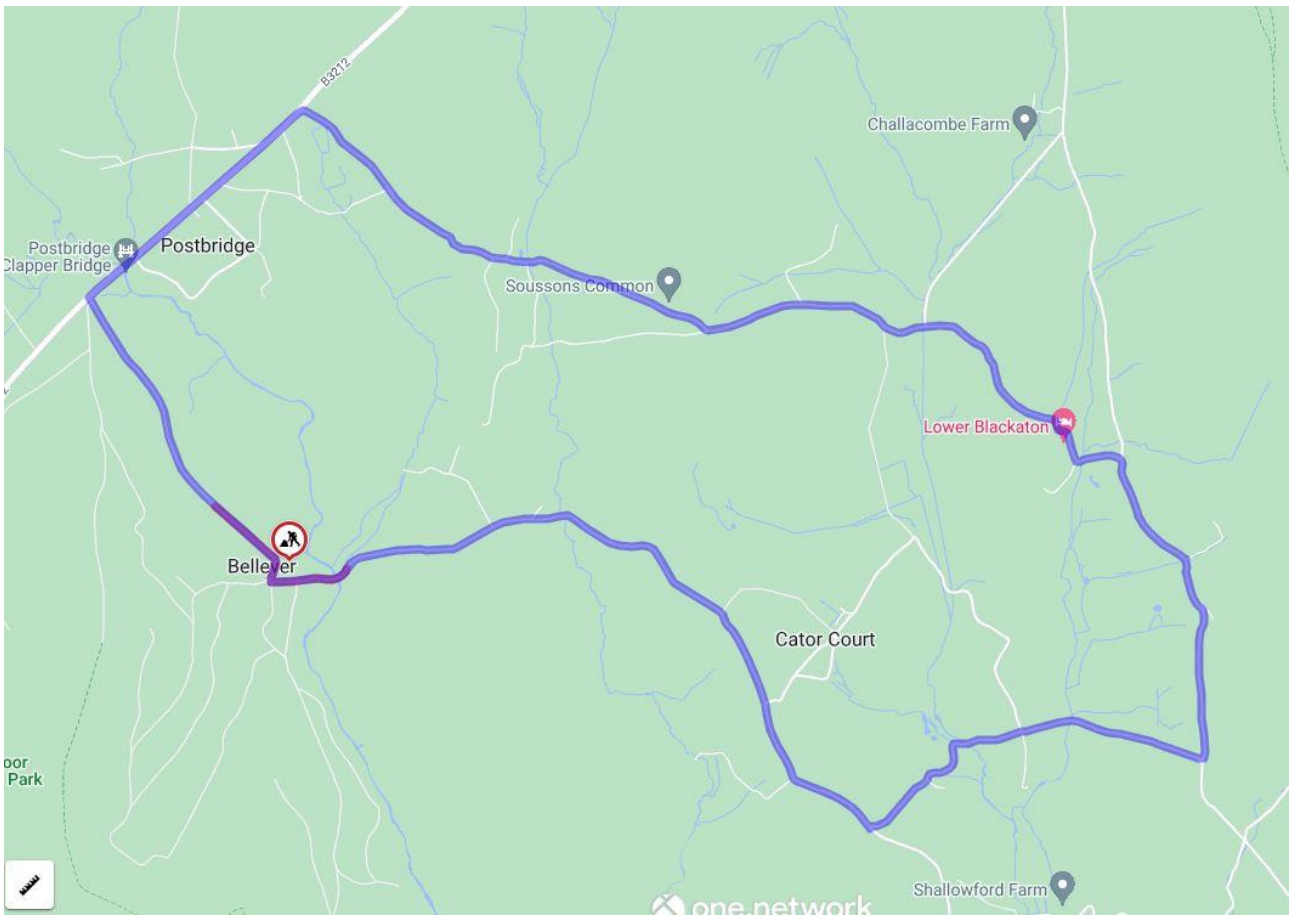 B3212
Challacombe Farm
Postbridge
Clapper Bridge
Postbridge
Soussons Common
Lower Blackaton
Bellever
Cator Court
oor
Park
Shallowford Farm
one.network